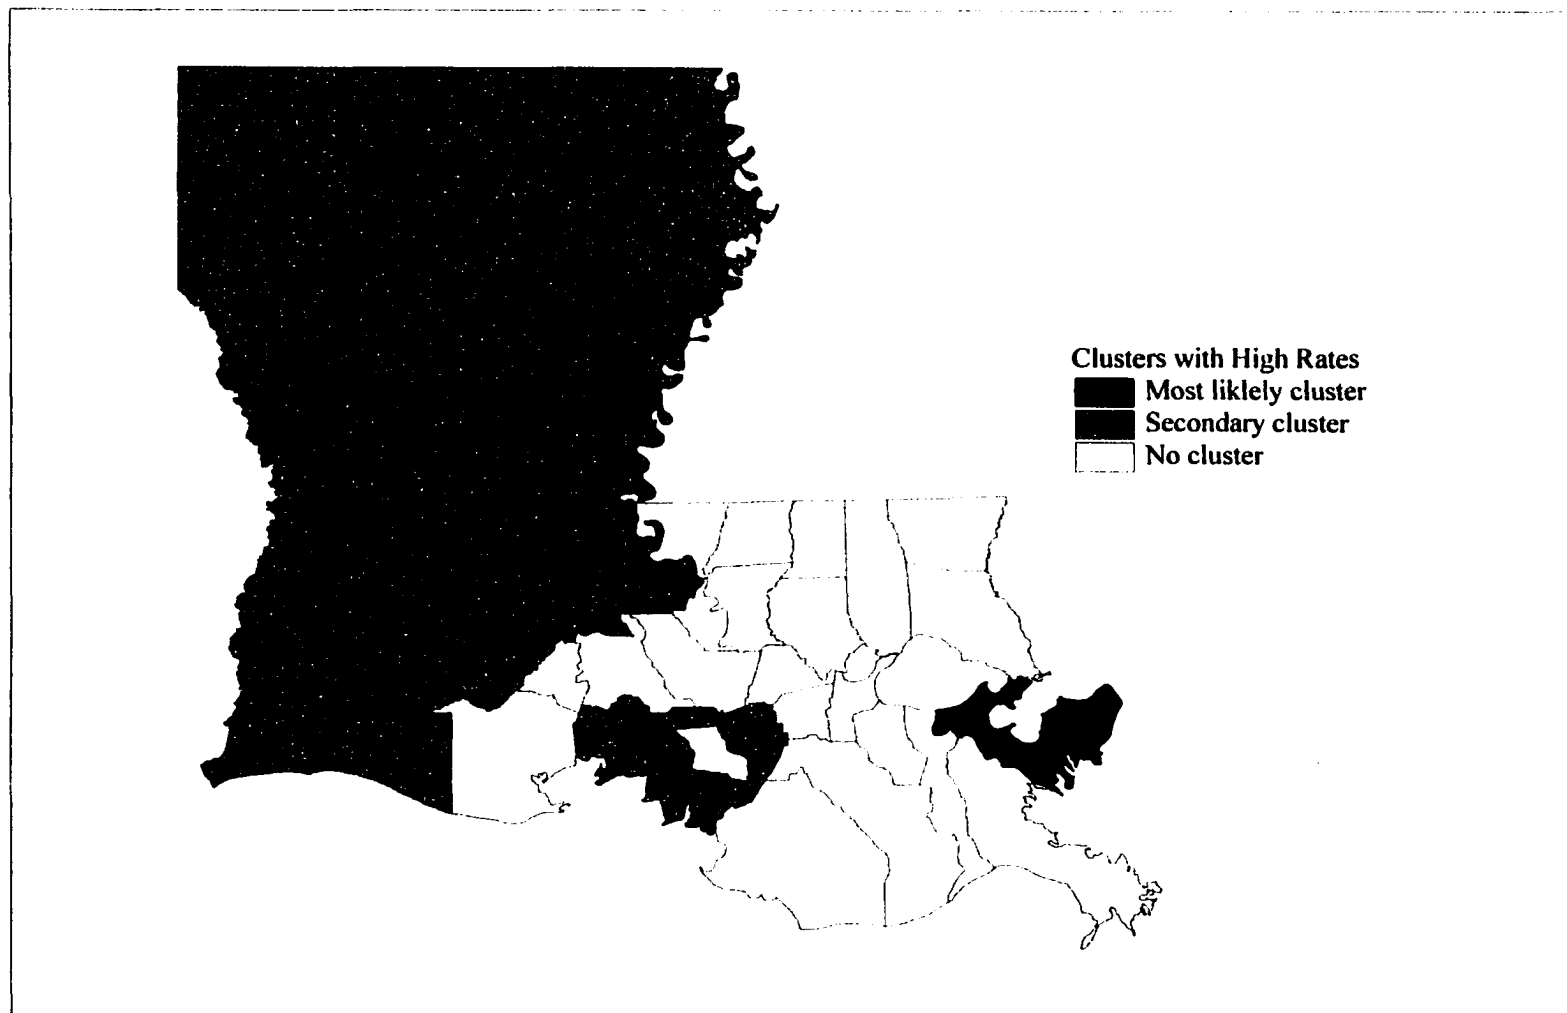 Clusters with High Rates
Most liklely cluster
Secondary cluster
No cluster